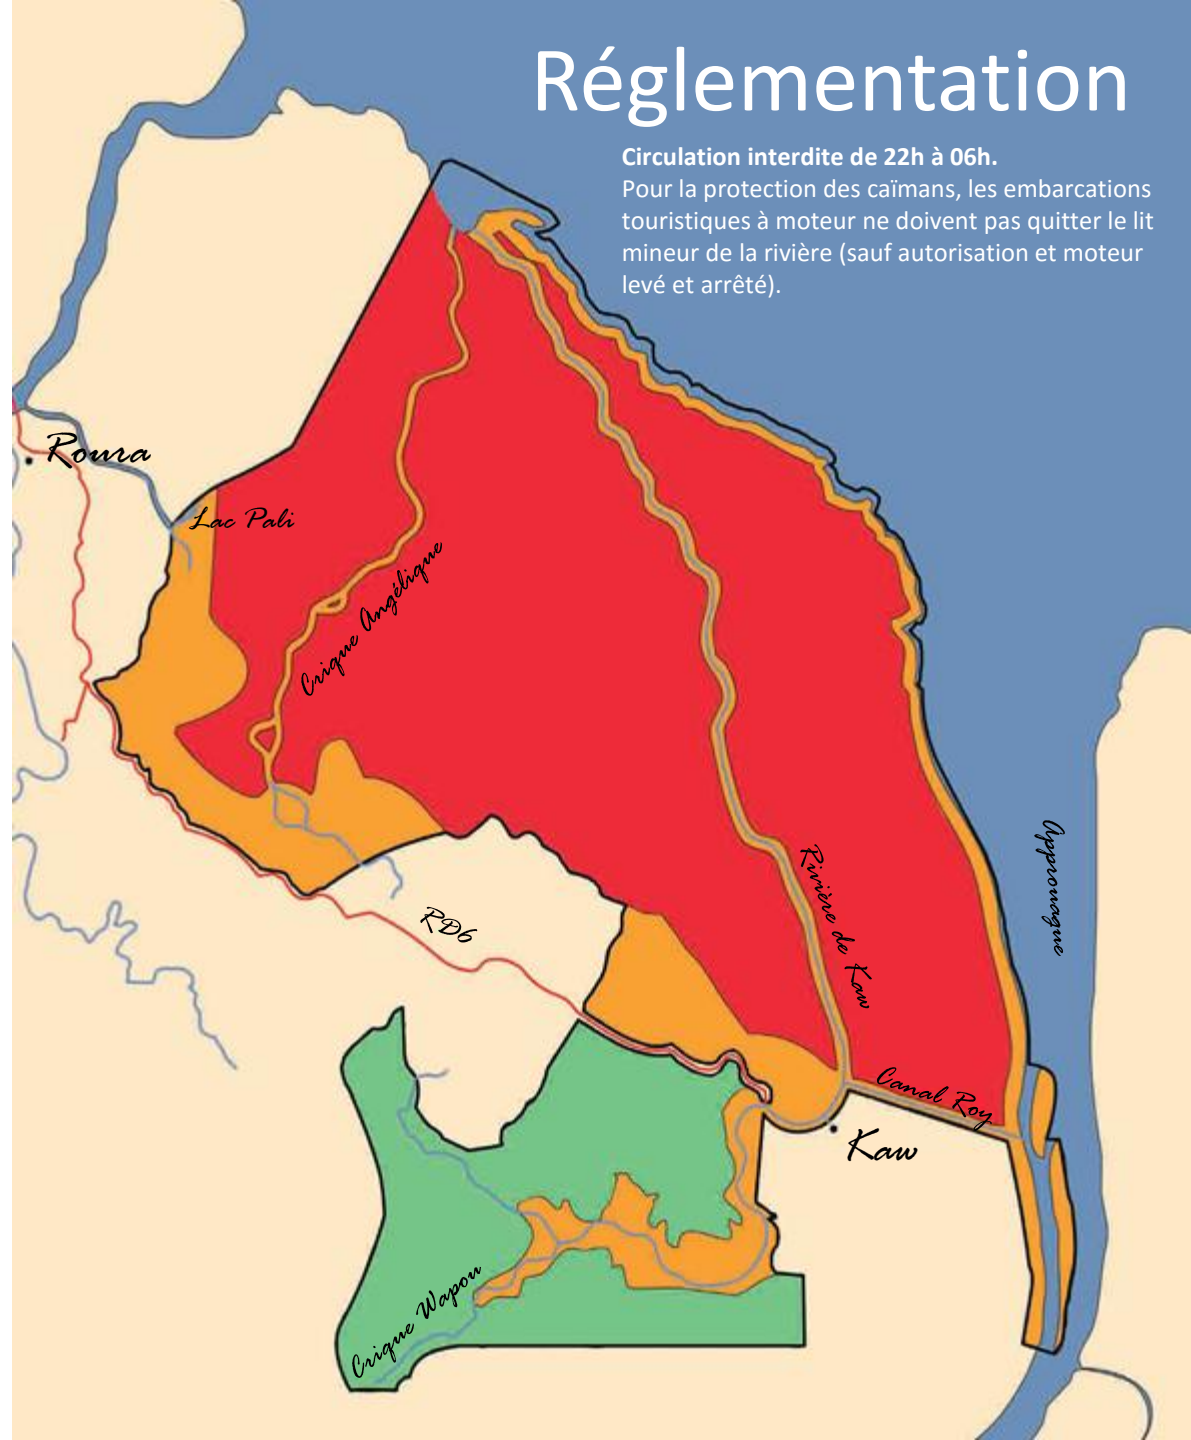 Réglementation
Circulation interdite de 22h à 06h.
Pour la protection des caïmans, les embarcations
touristiques à moteur ne doivent pas quitter le lit
mineur de la rivière (sauf autorisation et moteur
levé et arrêté).
Roura
Lac Pali
Crique Angélique
Approuague
Rivière de Kaw
RD6
Canal Roy
Kaw
Crique Wapou